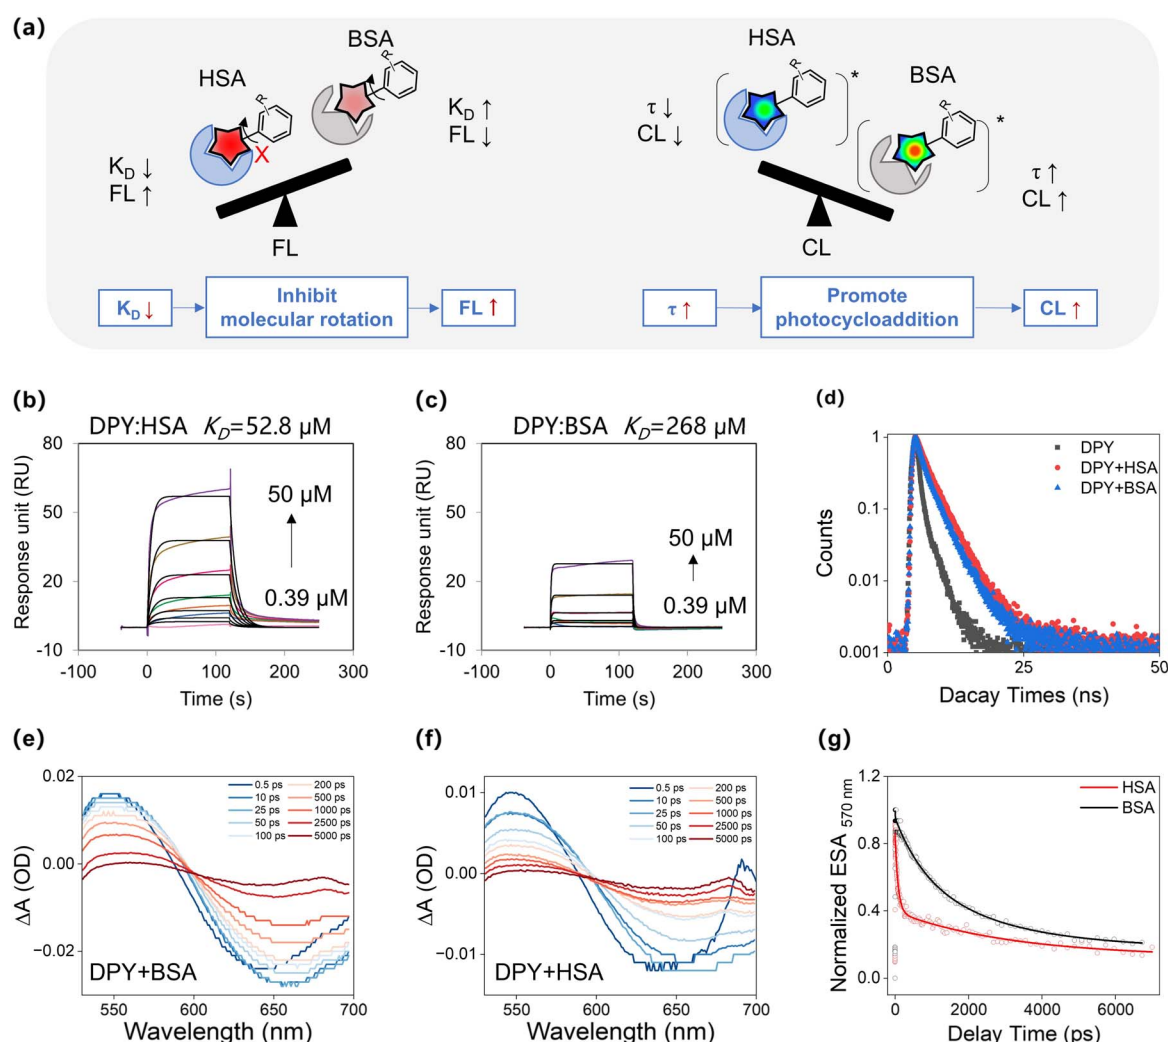 (a)
HSA
BSA
R
R
X
K_D ↓
FL ↑
K_D ↑
FL ↓
FL
HSA
BSA
R
R
*
*
τ ↓
CL ↓
τ ↑
CL ↑
CL
K_D ↓
Inhibit
molecular rotation
FL ↑
τ ↑
Promote
photocycloaddition
CL ↑
(b)
DPY:HSA K_D=52.8 μM
Response unit (RU)
80
50
20
-10
50 μM
0.39 μM
-100 0 100 200 300
Time (s)
(c)
DPY:BSA K_D=268 μM
Response unit (RU)
80
50
20
-10
50 μM
0.39 μM
-100 0 100 200 300
Time (s)
(d)
Counts
1
0.1
0.01
0.001
DPY
DPY+HSA
DPY+BSA
0 25 50
Dacay Times (ns)
(e)
ΔA (OD)
0.02
0.00
−0.02
0.5 ps 200 ps
10 ps 500 ps
25 ps 1000 ps
50 ps 2500 ps
100 ps 5000 ps
DPY+BSA
550 600 650 700
Wavelength (nm)
(f)
ΔA (OD)
0.01
0.00
−0.01
0.5 ps 200 ps
10 ps 500 ps
25 ps 1000 ps
50 ps 2500 ps
100 ps 5000 ps
DPY+HSA
550 600 650 700
Wavelength (nm)
(g)
Normalized ESA 570 nm
1.2
0.8
0.4
0.0
HSA
BSA
0 2000 4000 6000
Delay Time (ps)